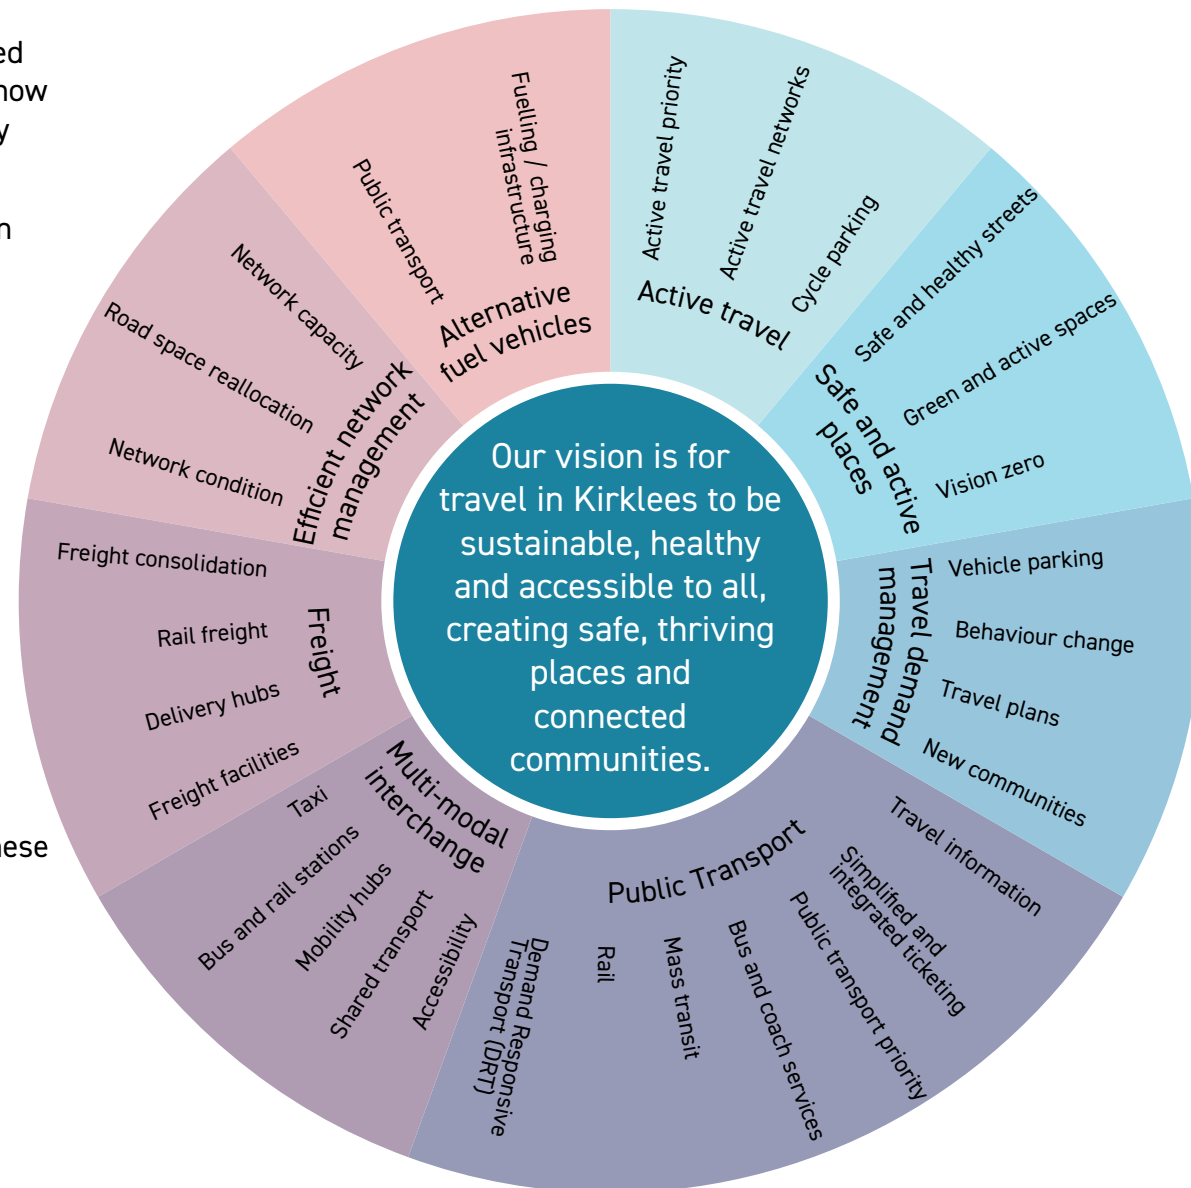 ed
now
y
n
nese
Our vision is for
travel in Kirklees to be
sustainable, healthy
and accessible to all,
creating safe, thriving
places and
connected
communities.
Active travel
Active travel priority
Active travel networks
Cycle parking
Safe and active
places
Safe and healthy streets
Green and active spaces
Vision zero
Travel demand
management
Vehicle parking
Behaviour change
Travel plans
New communities
Public Transport
Travel information
Simplified and
integrated ticketing
Public transport priority
Bus and coach services
Mass transit
Rail
Demand Responsive
Transport (DRT)
Multi-modal
interchange
Accessibility
Shared transport
Mobility hubs
Bus and rail stations
Taxi
Freight
Freight facilities
Delivery hubs
Rail freight
Freight consolidation
Efficient network
management
Network condition
Road space reallocation
Network capacity
Alternative
fuel vehicles
Public transport
Fuelling / charging
infrastructure